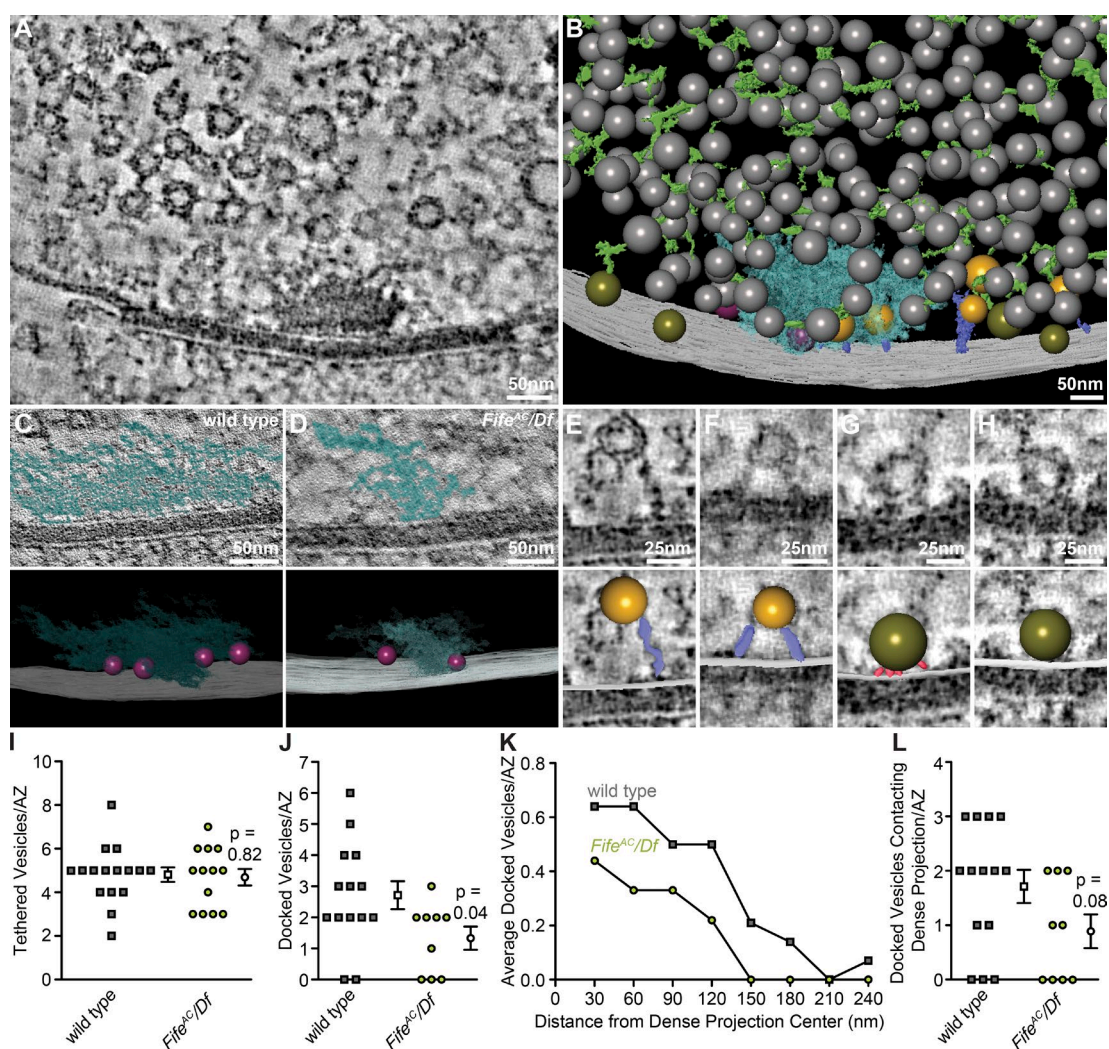 A
B
50nm
50nm
C
wild type
D
Fife^AC/Df
E
F
G
H
50nm
50nm
25nm
25nm
25nm
25nm
I
J
K
L
Tethered Vesicles/AZ
10
8
6
4
2
0
p =
0.82
wild type
Fife^AC/Df
Docked Vesicles/AZ
7
6
5
4
3
2
1
0
p =
0.04
wild type
Fife^AC/Df
Average Docked Vesicles/AZ
0.8
0.6
0.4
0.2
0.0
wild type
Fife^AC/Df
0 30 60 90 120 150 180 210 240
Distance from Dense Projection Center (nm)
Docked Vesicles Contacting
Dense Projection/AZ
4
3
2
1
0
p =
0.08
wild type
Fife^AC/Df